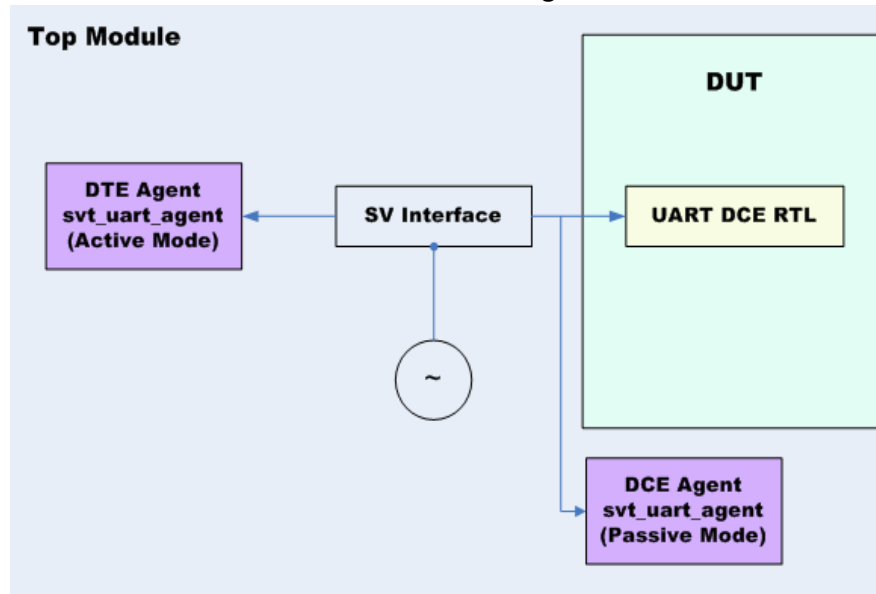 Top Module
DUT
DTE Agent
svt_uart_agent
(Active Mode)
SV Interface
UART DCE RTL
~
DCE Agent
svt_uart_agent
(Passive Mode)